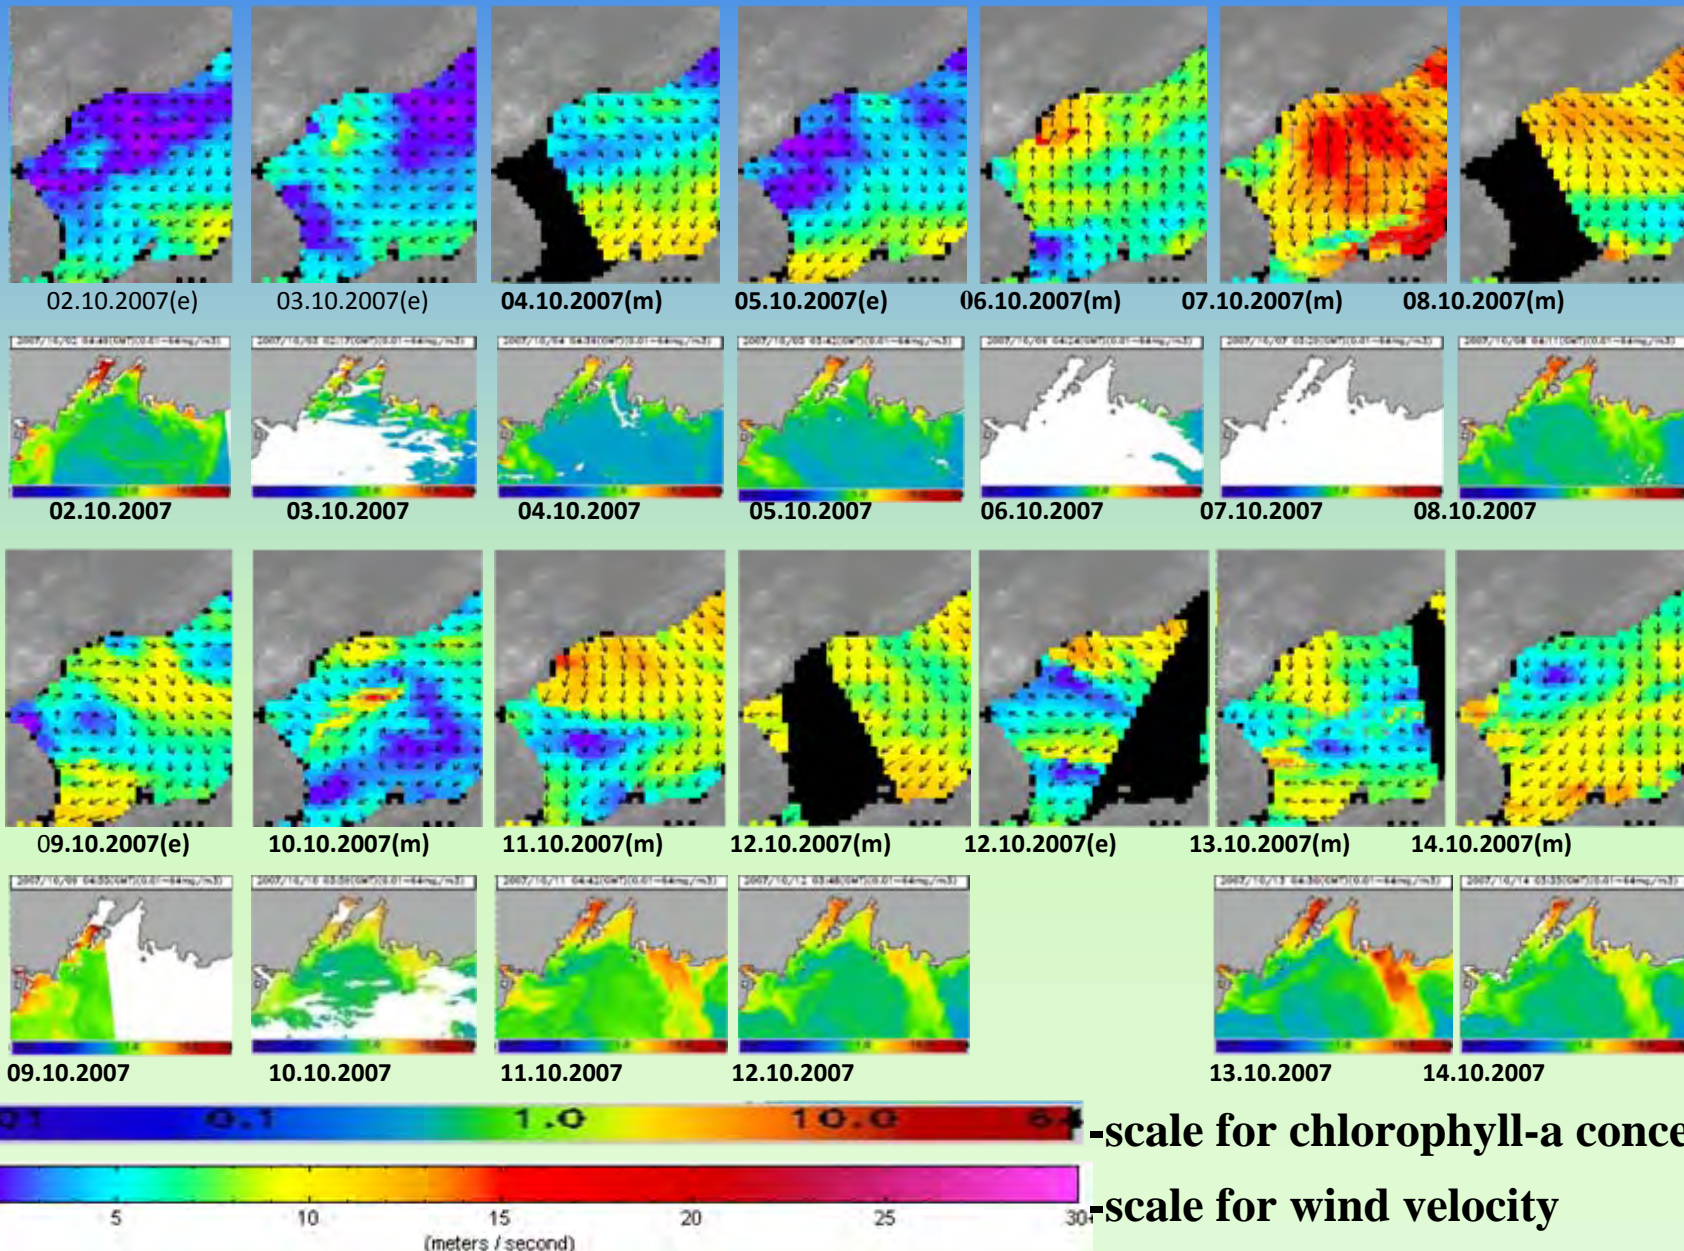 02.10.2007(e) 03.10.2007(e) 04.10.2007(m) 05.10.2007(e) 06.10.2007(m) 07.10.2007(m) 08.10.2007(m)
02.10.2007 03.10.2007 04.10.2007 05.10.2007 06.10.2007 07.10.2007 08.10.2007
09.10.2007(e) 10.10.2007(m) 11.10.2007(m) 12.10.2007(m) 12.10.2007(e) 13.10.2007(m) 14.10.2007(m)
09.10.2007 10.10.2007 11.10.2007 12.10.2007 13.10.2007 14.10.2007
01 0.1 1.0 10.0 64 -scale for chlorophyll-a conce
-scale for wind velocity
5 10 15 20 25 30+
(meters / second)